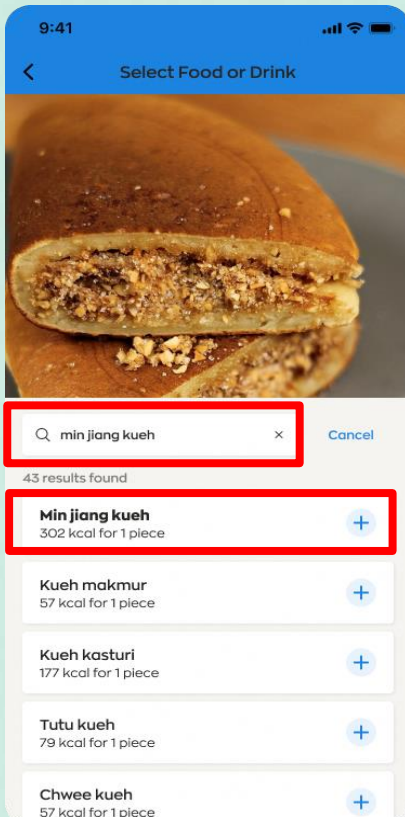 9:41
Select Food or Drink
min jiang kueh
Cancel
43 results found
Min jiang kueh
302 kcal for 1 piece
Kueh makmur
57 kcal for 1 piece
Kueh kasturi
177 kcal for 1 piece
Tutu kueh
79 kcal for 1 piece
Chwee kueh
57 kcal for 1 piece